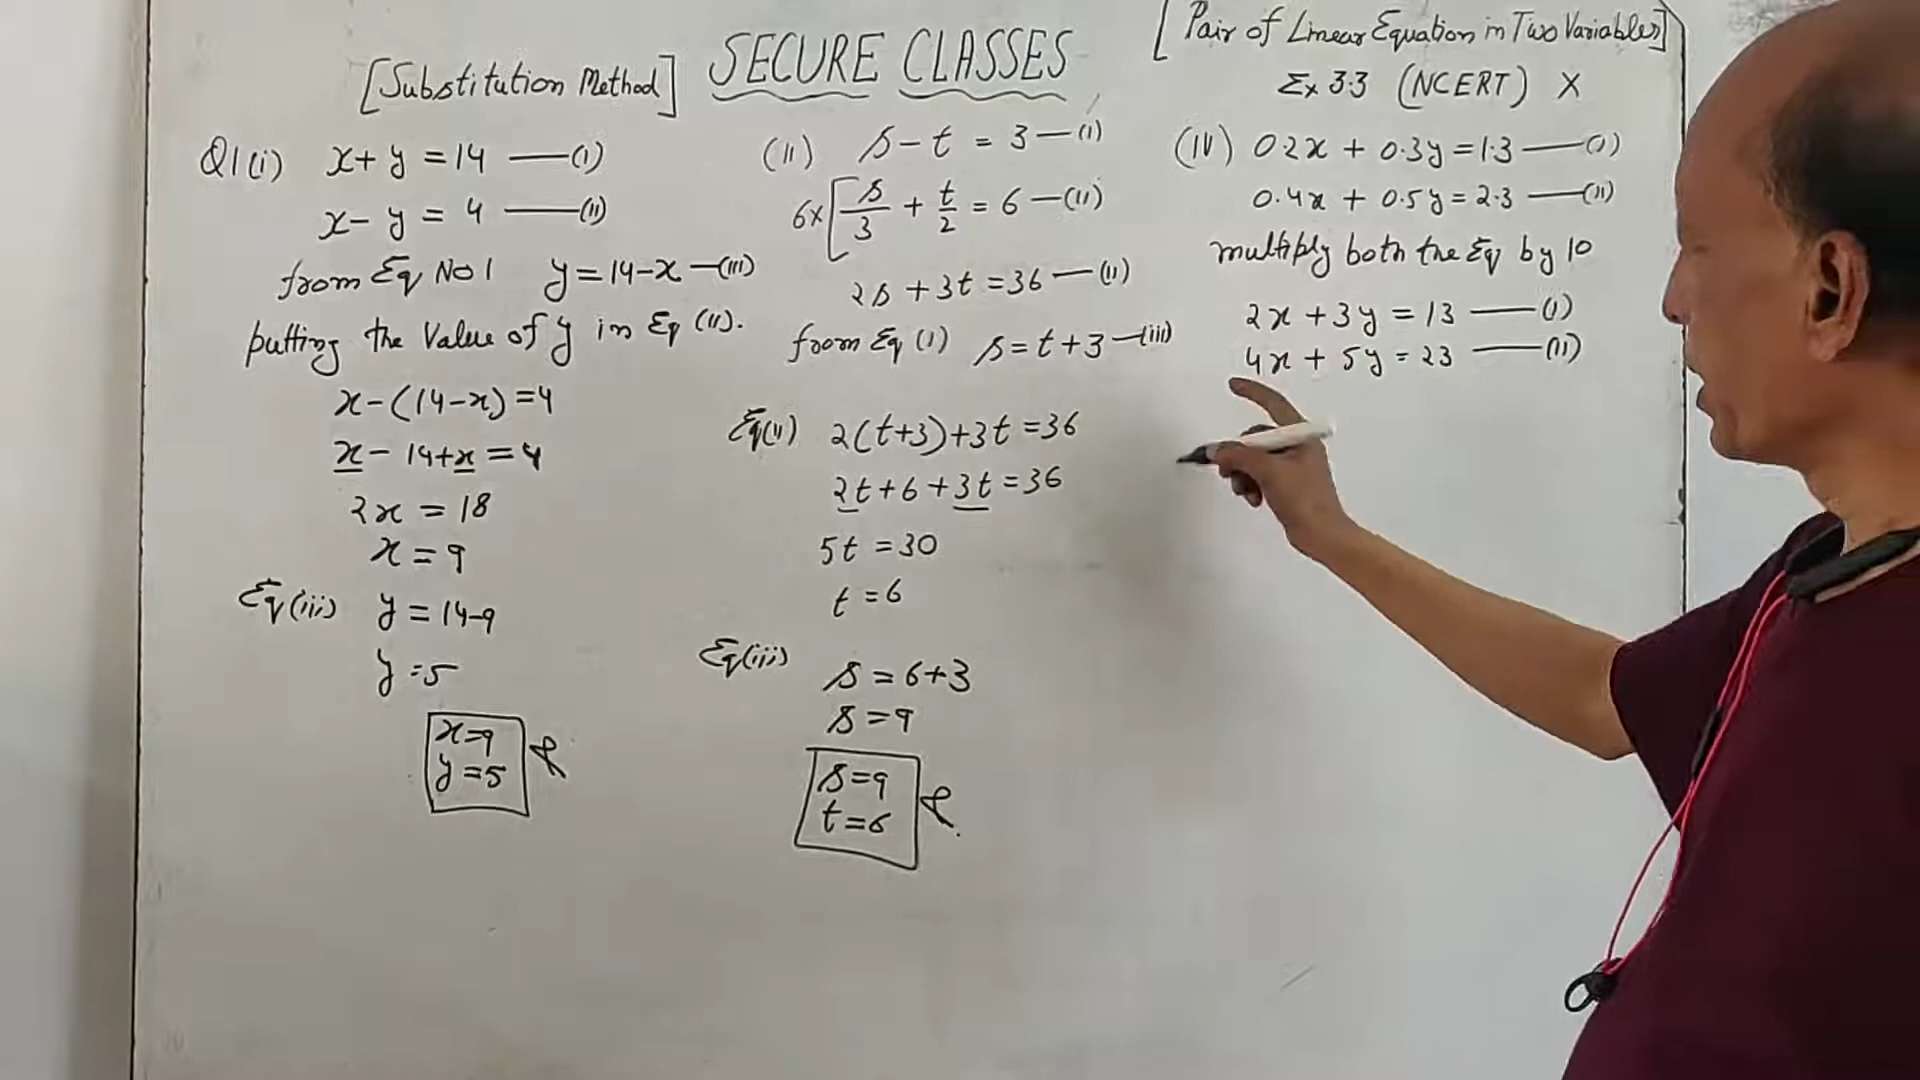 [Substitution Method]
SECURE CLASSES
[Pair of Linear Equation in Two Variables]
Ex 3.3 (NCERT) X
Q1(i) x+y=14 —(i)
x-y=4 —(ii)
from Eq No 1 y=14-x —(iii)
putting the Value of y in Eq (ii).
x-(14-x)=4
x-14+x=4
2x=18
x=9
Eq(iii) y=14-9
y=5
x=9
y=5
(ii) s-t=3 —(i)
6×[s/3 + t/2 = 6 —(ii)
2s+3t=36 —(ii)
from Eq (i) s=t+3 —(iii)
Eq(ii) 2(t+3)+3t=36
2t+6+3t=36
5t=30
t=6
Eq(iii) s=6+3
s=9
s=9
t=6
(iv) 0.2x+0.3y=1.3 —(i)
0.4x+0.5y=2.3 —(ii)
multiply both the Eq by 10
2x+3y=13 —(i)
4x+5y=23 —(ii)